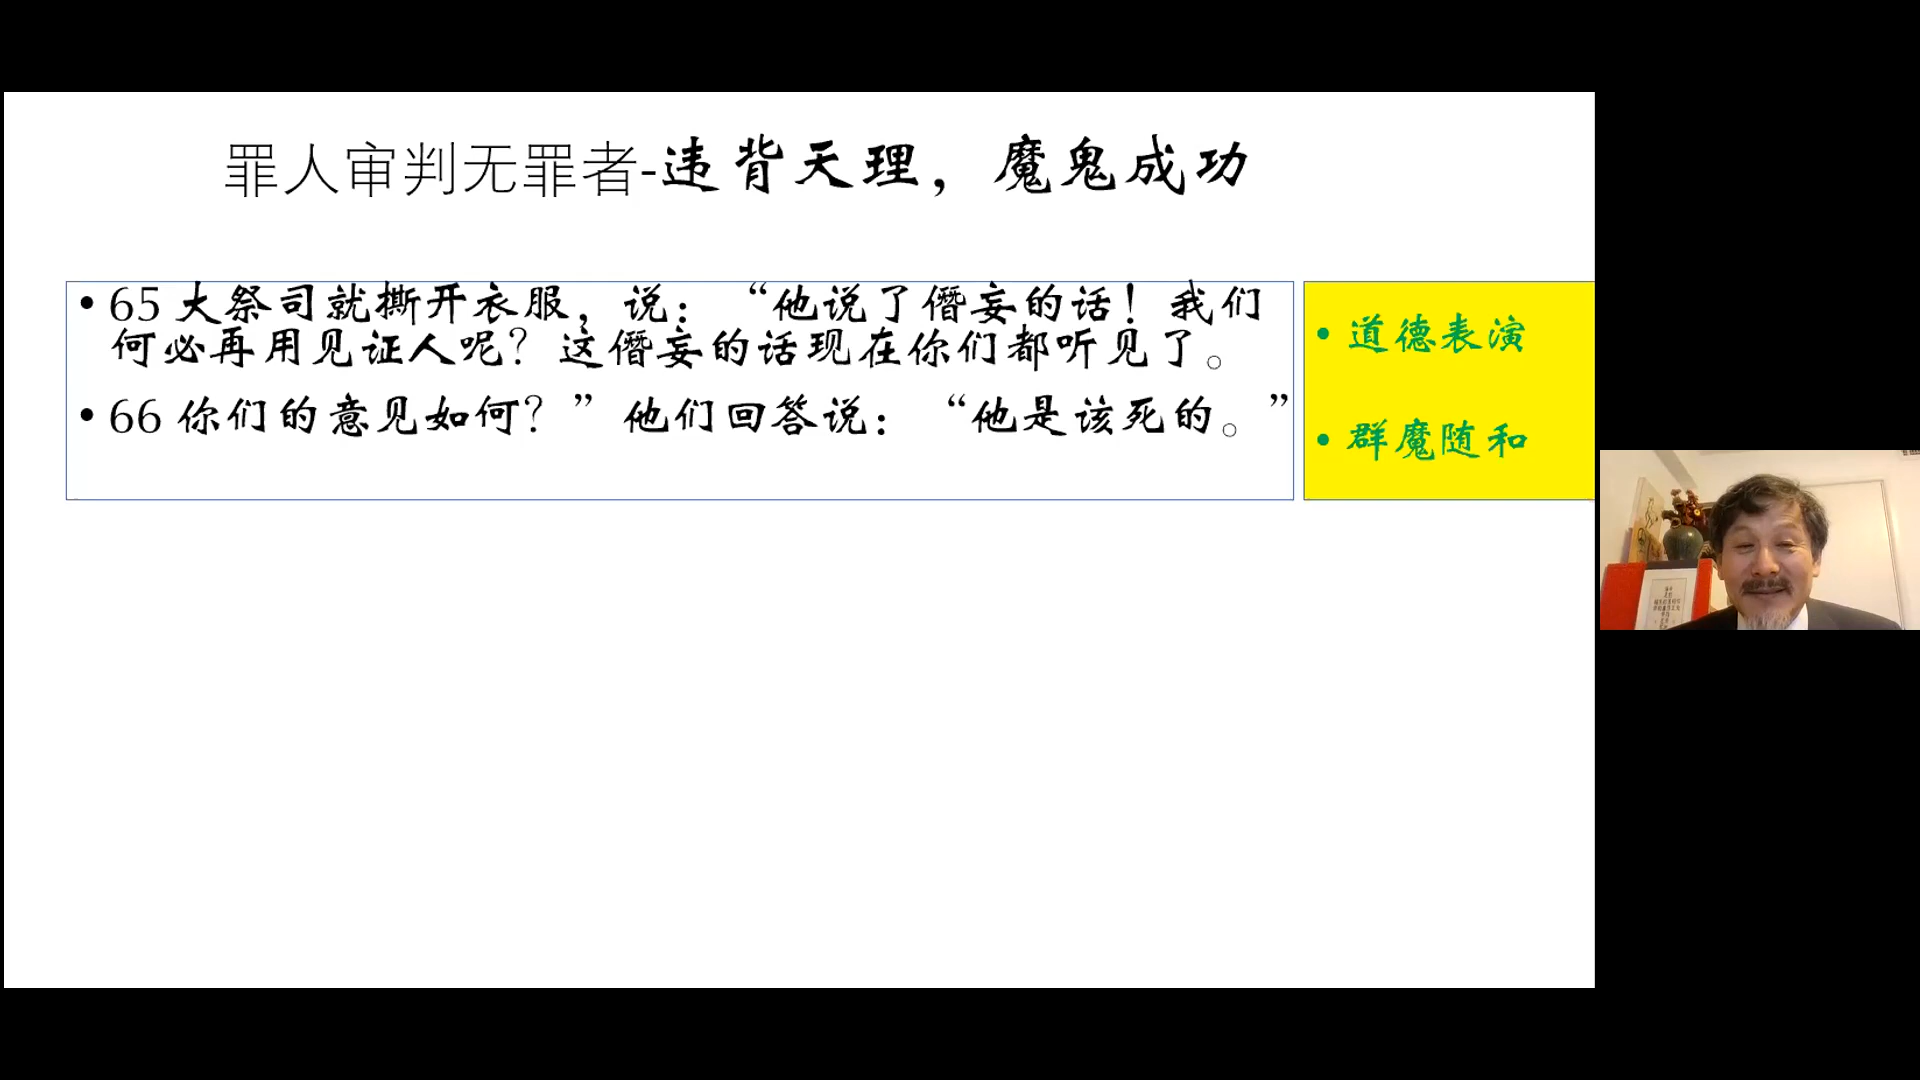 罪人审判无罪者-违背天理，魔鬼成功
• 65 大祭司就撕开衣服，说：“他说了僭妄的话！我们
何必再用见证人呢？这僭妄的话现在你们都听见了。
• 66 你们的意见如何？”他们回答说：“他是该死的。”
• 道德表演
• 群魔随和